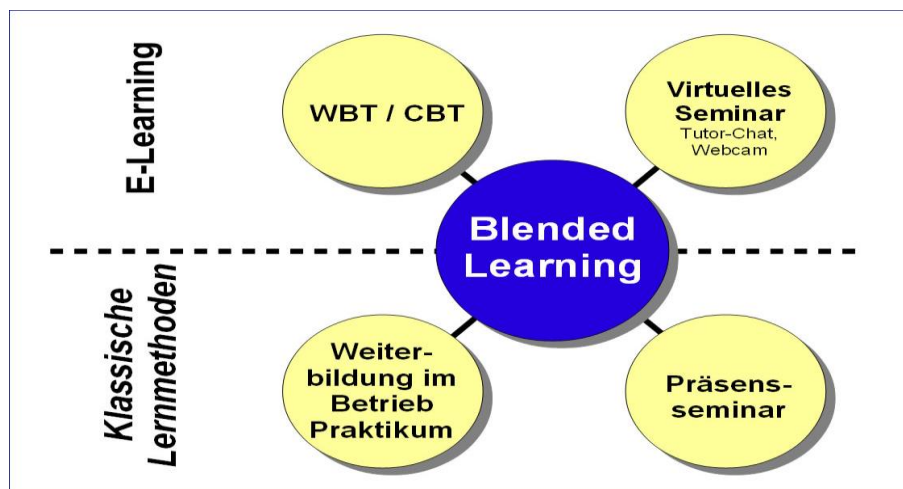 E-Learning
WBT / CBT
Virtuelles
Seminar
Tutor-Chat,
Webcam
Blended
Learning
Klassische
Lernmethoden
Weiter-
bildung im
Betrieb
Praktikum
Präsens-
seminar